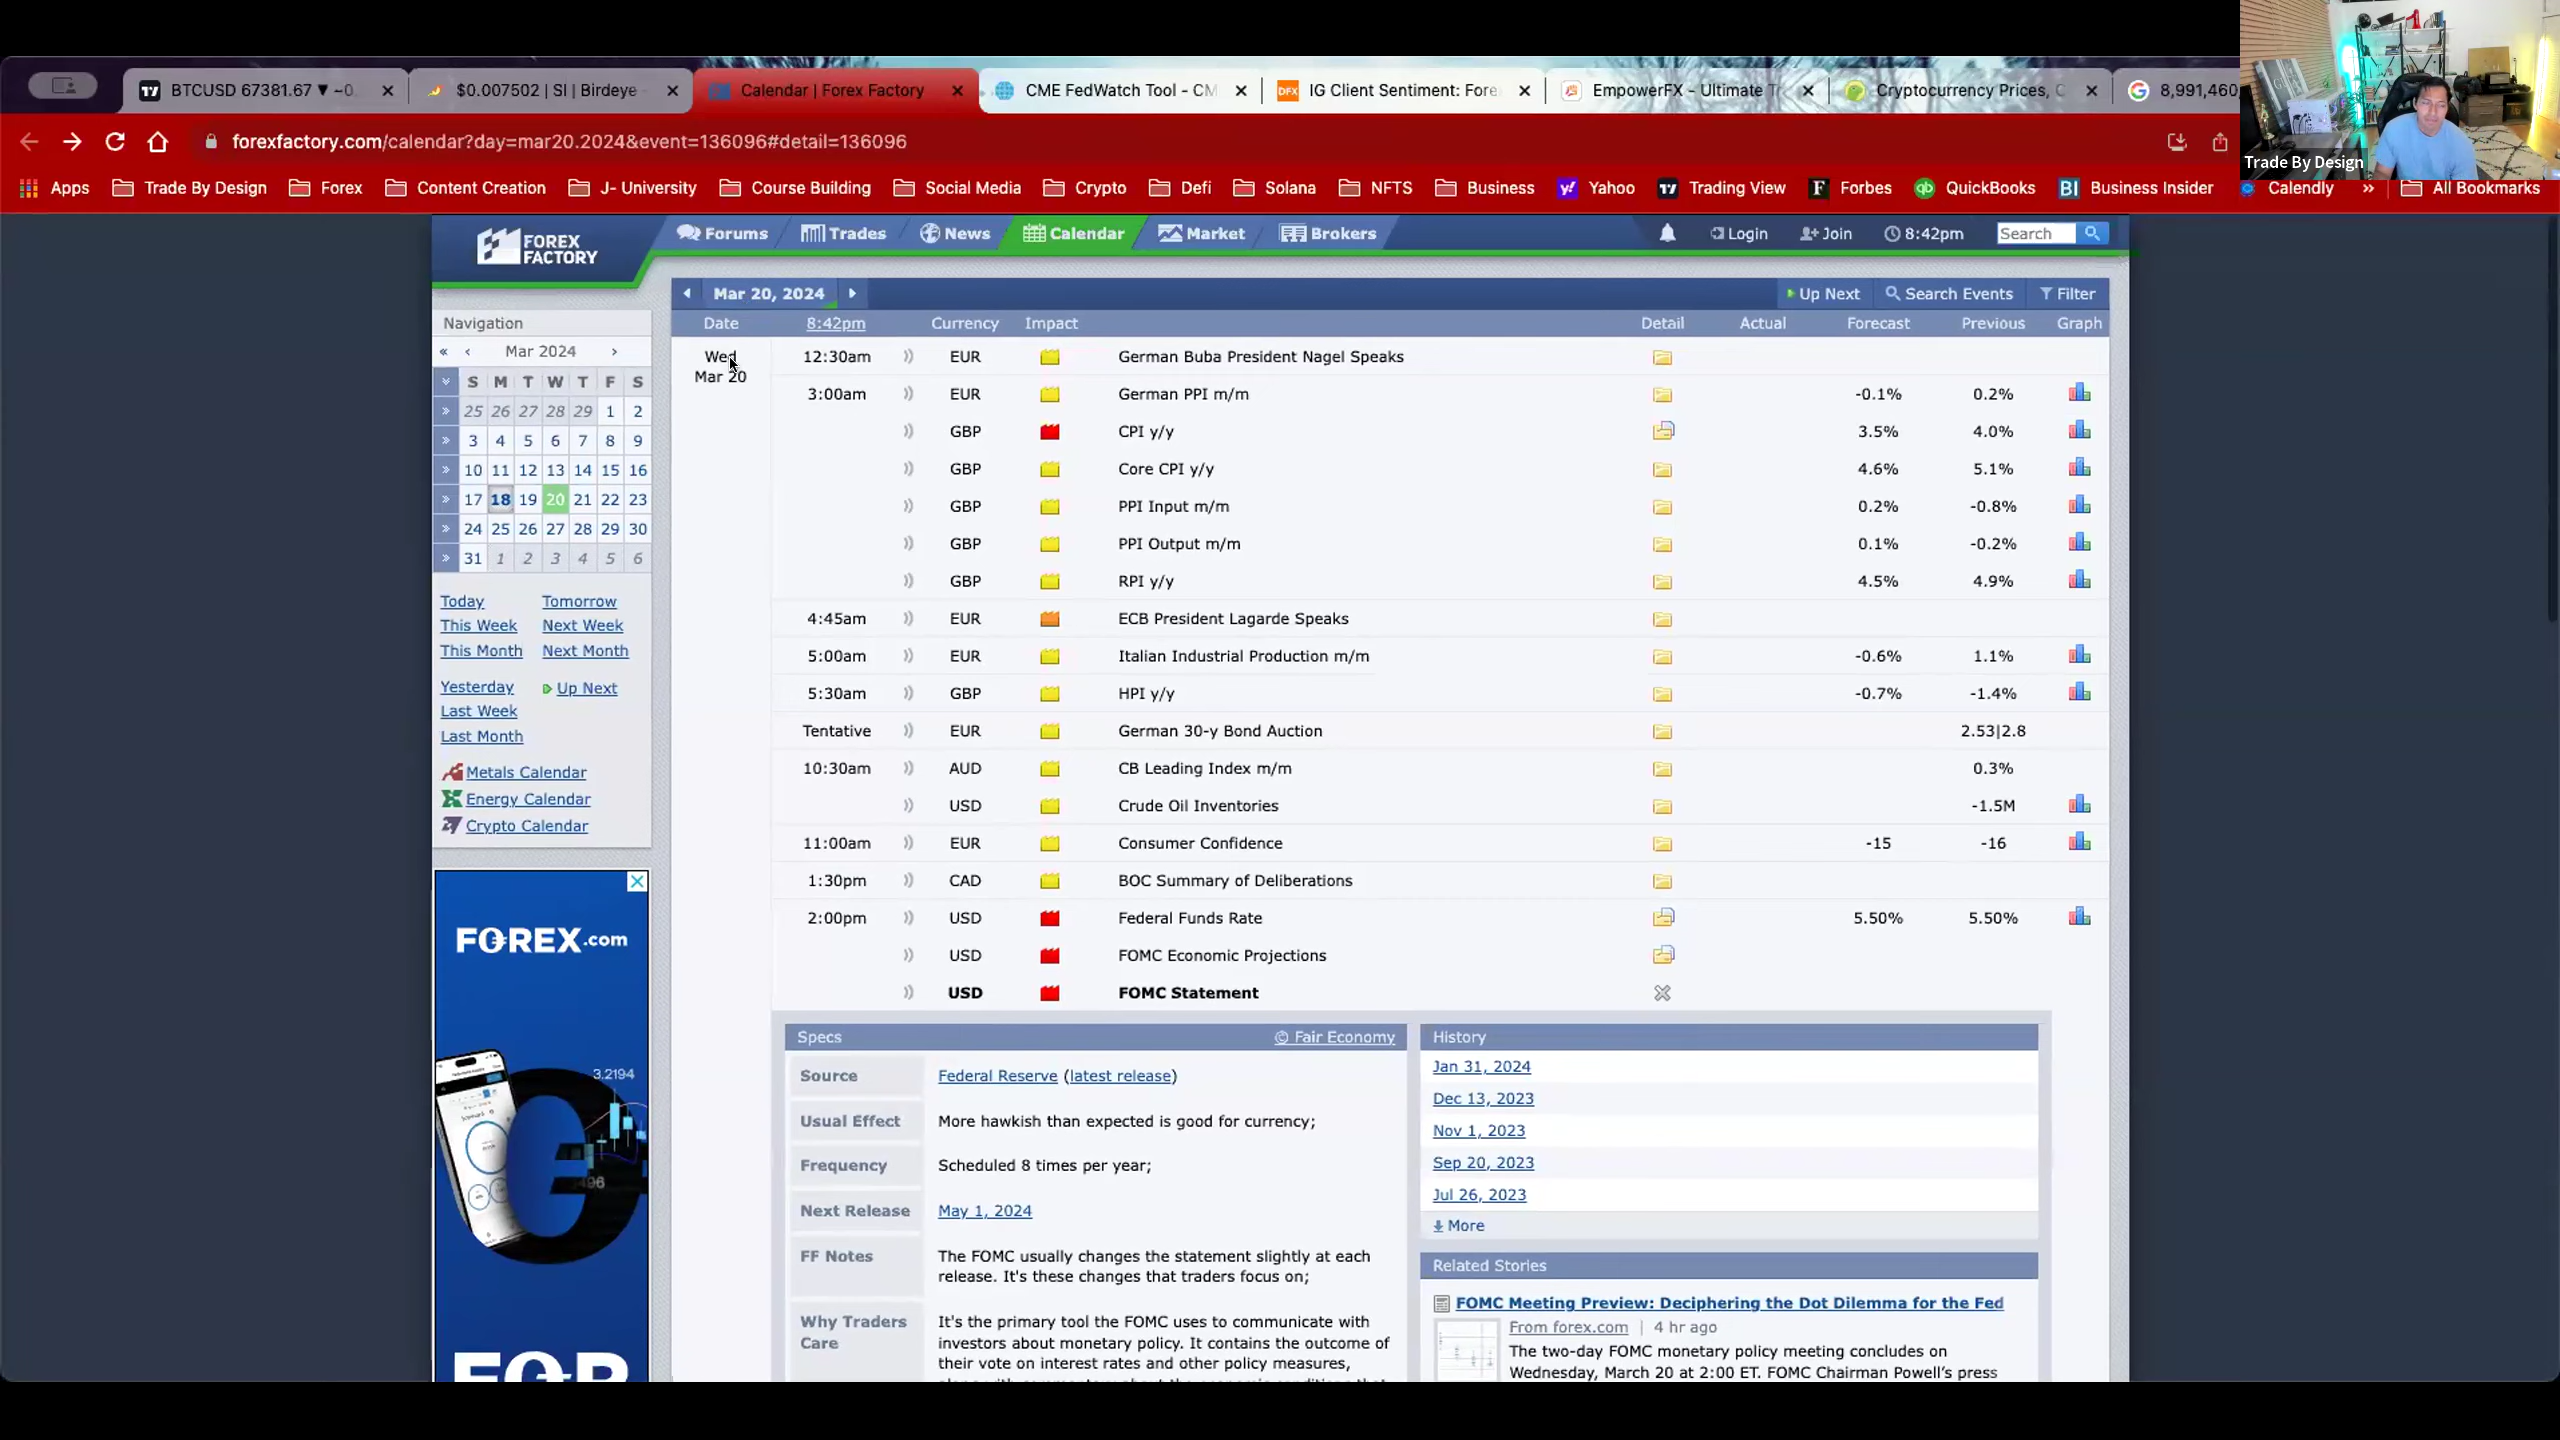 BTCUSD 67381.67 ▼ −0.
$0.007502 | SI | Birdeye
Calendar | Forex Factory
CME FedWatch Tool - CM
IG Client Sentiment: Fore
EmpowerFX - Ultimate T
Cryptocurrency Prices, C
8,991,460
forexfactory.com/calendar?day=mar20.2024&event=136096#detail=136096
Trade By Design
Apps Trade By Design Forex Content Creation J- University Course Building Social Media Crypto Defi Solana NFTS Business Yahoo Trading View Forbes QuickBooks Business Insider Calendly » All Bookmarks
FOREX FACTORY
Forums Trades News Calendar Market Brokers Login Join 8:42pm Search
Mar 20, 2024 Up Next Search Events Filter
Date 8:42pm Currency Impact Detail Actual Forecast Previous Graph
Wed Mar 20
12:30am EUR German Buba President Nagel Speaks
3:00am EUR German PPI m/m -0.1% 0.2%
GBP CPI y/y 3.5% 4.0%
GBP Core CPI y/y 4.6% 5.1%
GBP PPI Input m/m 0.2% -0.8%
GBP PPI Output m/m 0.1% -0.2%
GBP RPI y/y 4.5% 4.9%
4:45am EUR ECB President Lagarde Speaks
5:00am EUR Italian Industrial Production m/m -0.6% 1.1%
5:30am GBP HPI y/y -0.7% -1.4%
Tentative EUR German 30-y Bond Auction 2.53|2.8
10:30am AUD CB Leading Index m/m 0.3%
USD Crude Oil Inventories -1.5M
11:00am EUR Consumer Confidence -15 -16
1:30pm CAD BOC Summary of Deliberations
2:00pm USD Federal Funds Rate 5.50% 5.50%
USD FOMC Economic Projections
USD FOMC Statement
Navigation
« ‹ Mar 2024 ›
S M T W T F S
25 26 27 28 29 1 2
3 4 5 6 7 8 9
10 11 12 13 14 15 16
17 18 19 20 21 22 23
24 25 26 27 28 29 30
31 1 2 3 4 5 6
Today Tomorrow
This Week Next Week
This Month Next Month
Yesterday Up Next
Last Week
Last Month
Metals Calendar
Energy Calendar
Crypto Calendar
FOREX.com
3.2194
496
FOR
Specs © Fair Economy
Source Federal Reserve (latest release)
Usual Effect More hawkish than expected is good for currency;
Frequency Scheduled 8 times per year;
Next Release May 1, 2024
FF Notes The FOMC usually changes the statement slightly at each
release. It's these changes that traders focus on;
Why Traders Care It's the primary tool the FOMC uses to communicate with
investors about monetary policy. It contains the outcome of
their vote on interest rates and other policy measures,
History
Jan 31, 2024
Dec 13, 2023
Nov 1, 2023
Sep 20, 2023
Jul 26, 2023
More
Related Stories
FOMC Meeting Preview: Deciphering the Dot Dilemma for the Fed
From forex.com | 4 hr ago
The two-day FOMC monetary policy meeting concludes on
Wednesday, March 20 at 2:00 ET. FOMC Chairman Powell's press